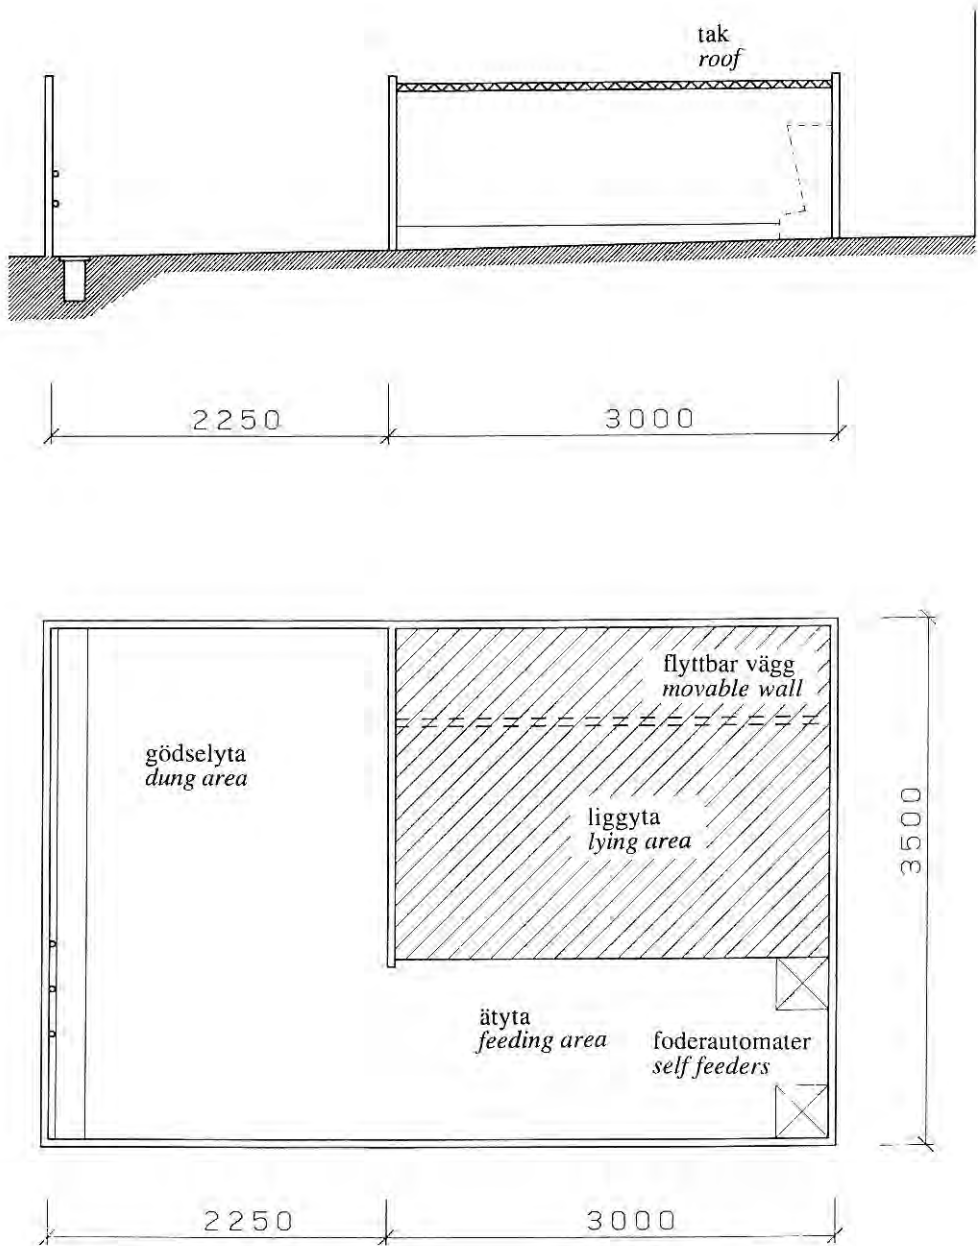 tak
roof
2250
3000
flyttbar vägg
movable wall
gödselyta
dung area
liggyta
lying area
3500
ätyta
feeding area
foderautomater
self feeders
2250
3000